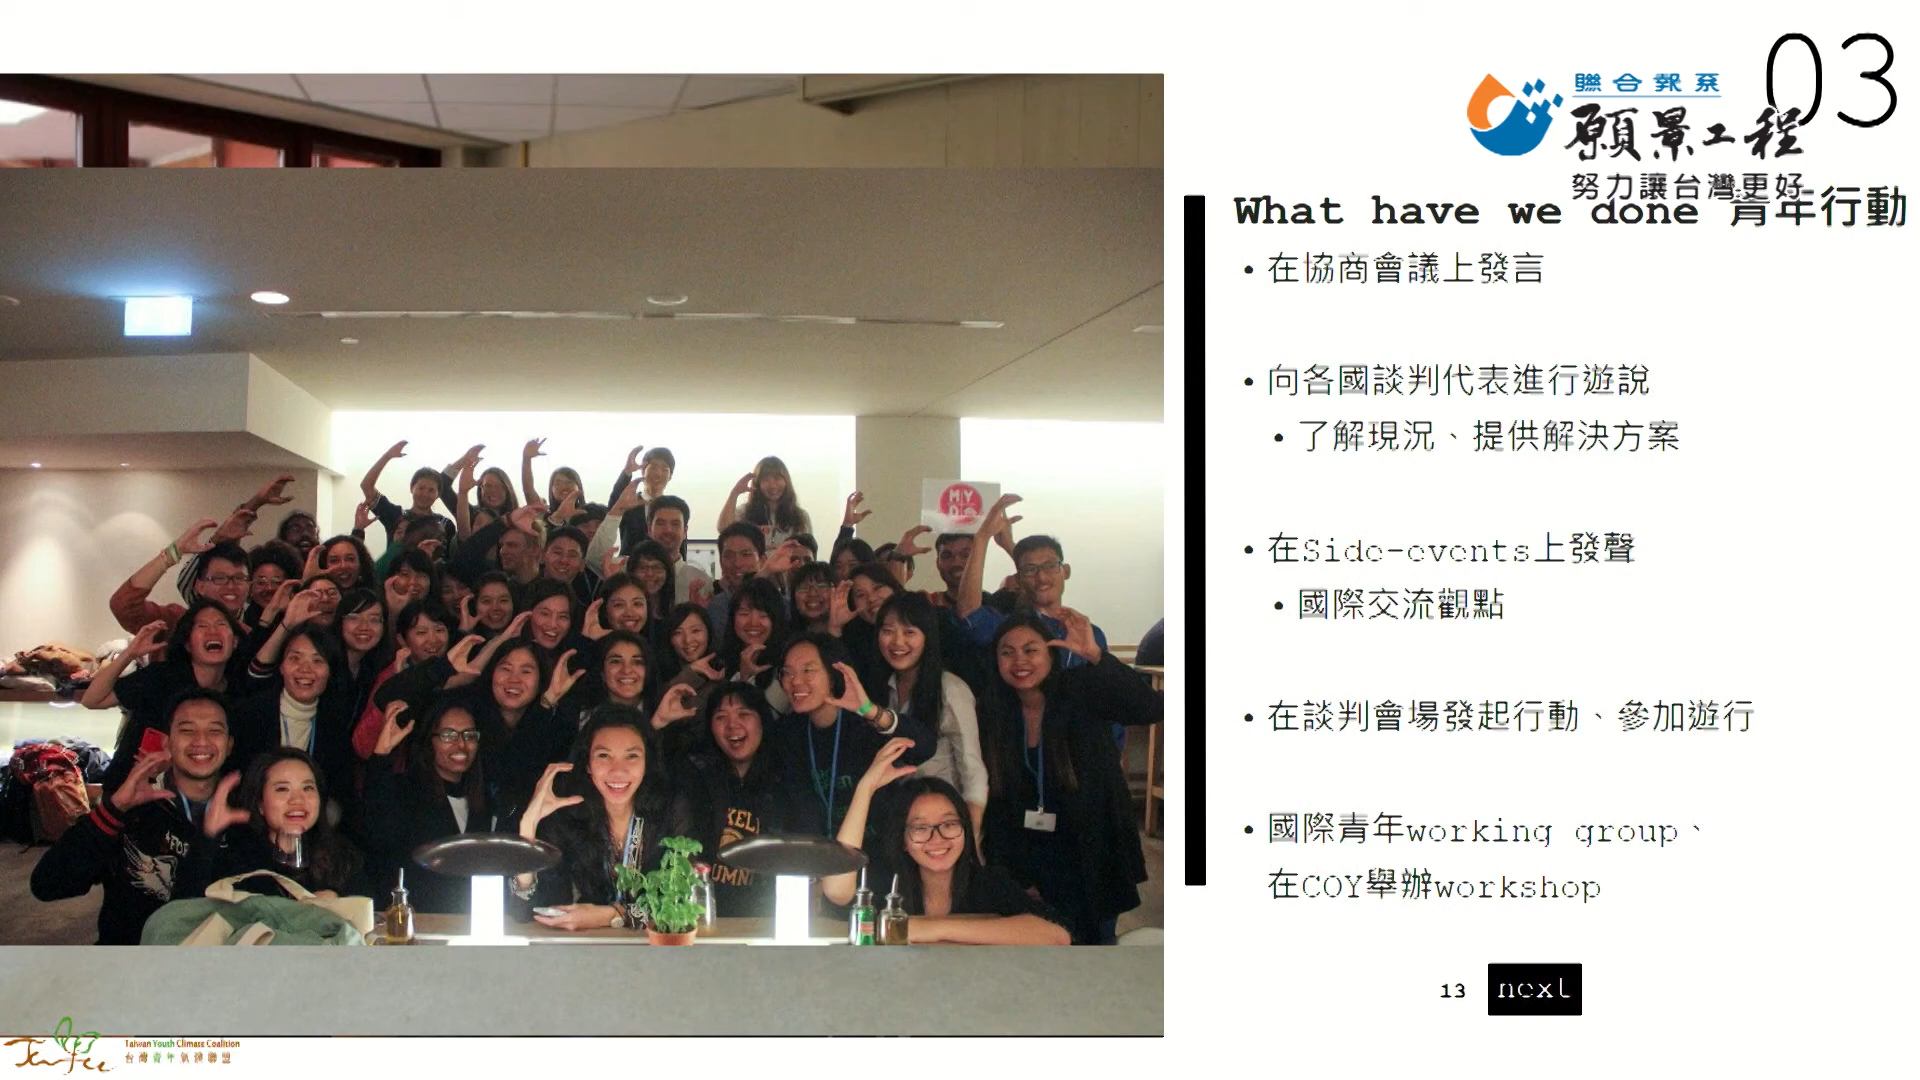 03
聯合報系
願景工程
努力讓台灣更好
What have we done 青年行動
• 在協商會議上發言
• 向各國談判代表進行遊說
• 了解現況、提供解決方案
• 在Side-events上發聲
• 國際交流觀點
• 在談判會場發起行動、參加遊行
• 國際青年working group、
在COY舉辦workshop
13
next
MY
KEL
UMNI
Taiwan Youth Climate Coalition
台灣青年氣候聯盟